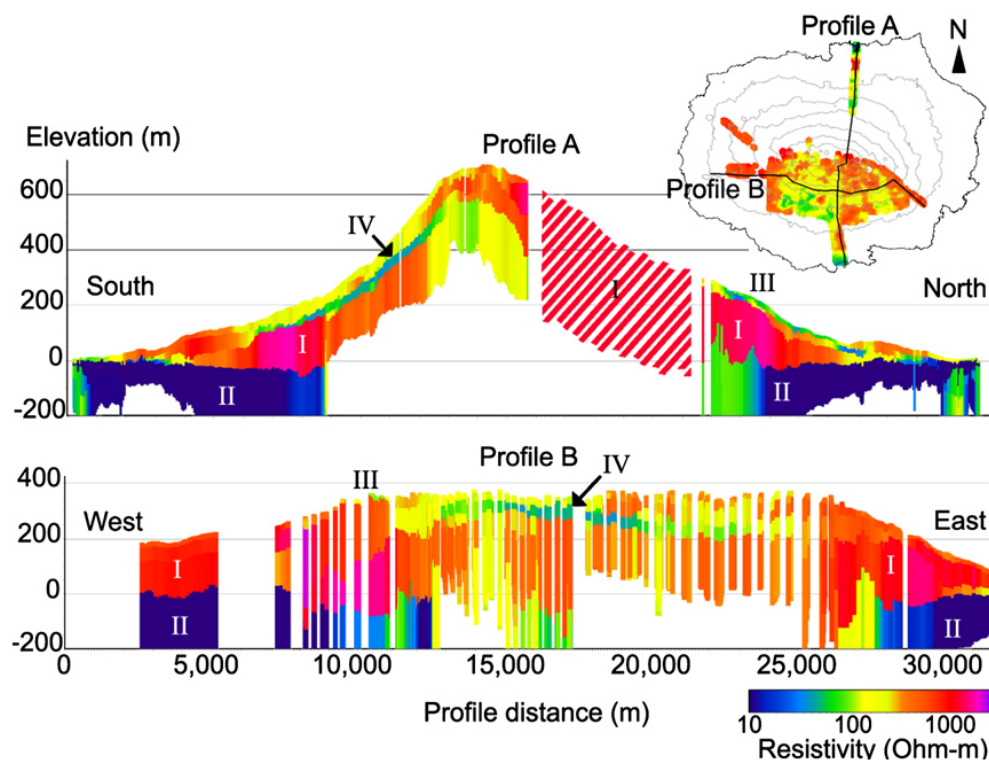 Profile A
N
Elevation (m)
Profile A
600
Profile B
IV
400
South
I
III
North
200
I
I
0
II
II
-200
Profile B
IV
400
III
West
East
200
I
I
0
II
II
-200
0 5,000 10,000 15,000 20,000 25,000 30,000
Profile distance (m)
10 100 1000
Resistivity (Ohm-m)